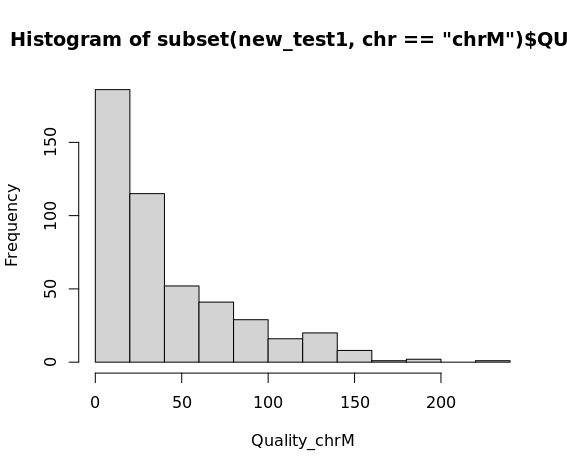 Histogram of subset(new_test1, chr == "chrM")$QU
Frequency
150
100
50
0
0 50 100 150 200
Quality_chrM